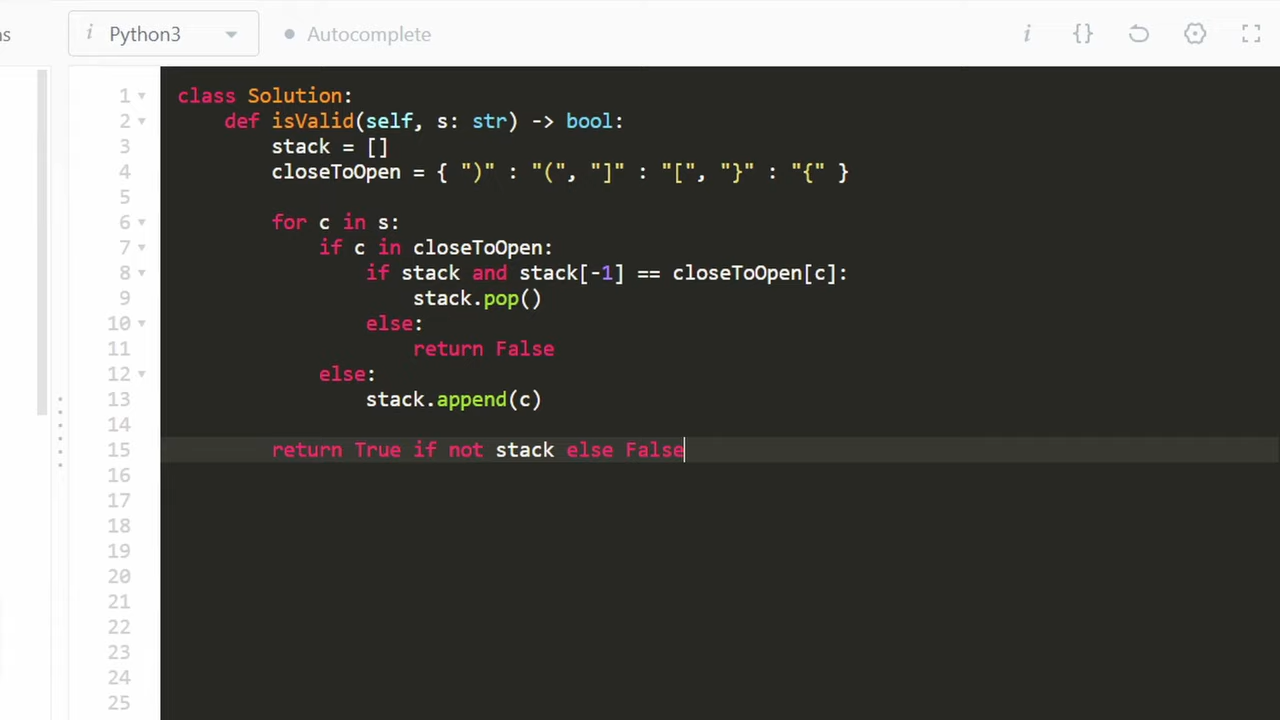 ns
i Python3 Autocomplete i {}
1 class Solution:
2 def isValid(self, s: str) -> bool:
3 stack = []
4 closeToOpen = { ")" : "(", "]" : "[", "}" : "{" }
5
6 for c in s:
7 if c in closeToOpen:
8 if stack and stack[-1] == closeToOpen[c]:
9 stack.pop()
10 else:
11 return False
12 else:
13 stack.append(c)
14
15 return True if not stack else False
16
17
18
19
20
21
22
23
24
25